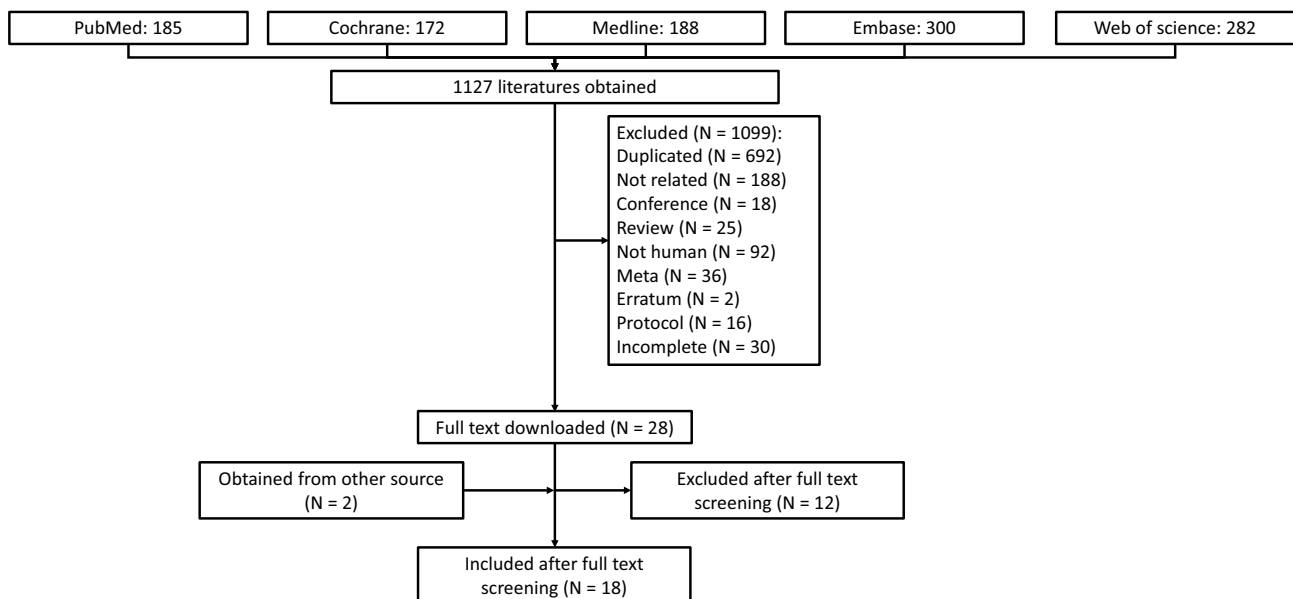 PubMed: 185
Cochrane: 172
Medline: 188
Embase: 300
Web of science: 282
1127 literatures obtained
Excluded (N = 1099):
Duplicated (N = 692)
Not related (N = 188)
Conference (N = 18)
Review (N = 25)
Not human (N = 92)
Meta (N = 36)
Erratum (N = 2)
Protocol (N = 16)
Incomplete (N = 30)
Full text downloaded (N = 28)
Obtained from other source
(N = 2)
Excluded after full text
screening (N = 12)
Included after full text
screening (N = 18)